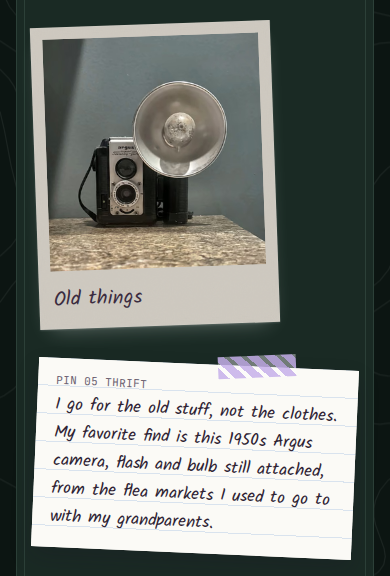 argus
Old things
PIN 05 THRIFT
I go for the old stuff, not the clothes.
My favorite find is this 1950s Argus
camera, flash and bulb still attached,
from the flea markets I used to go to
with my grandparents.